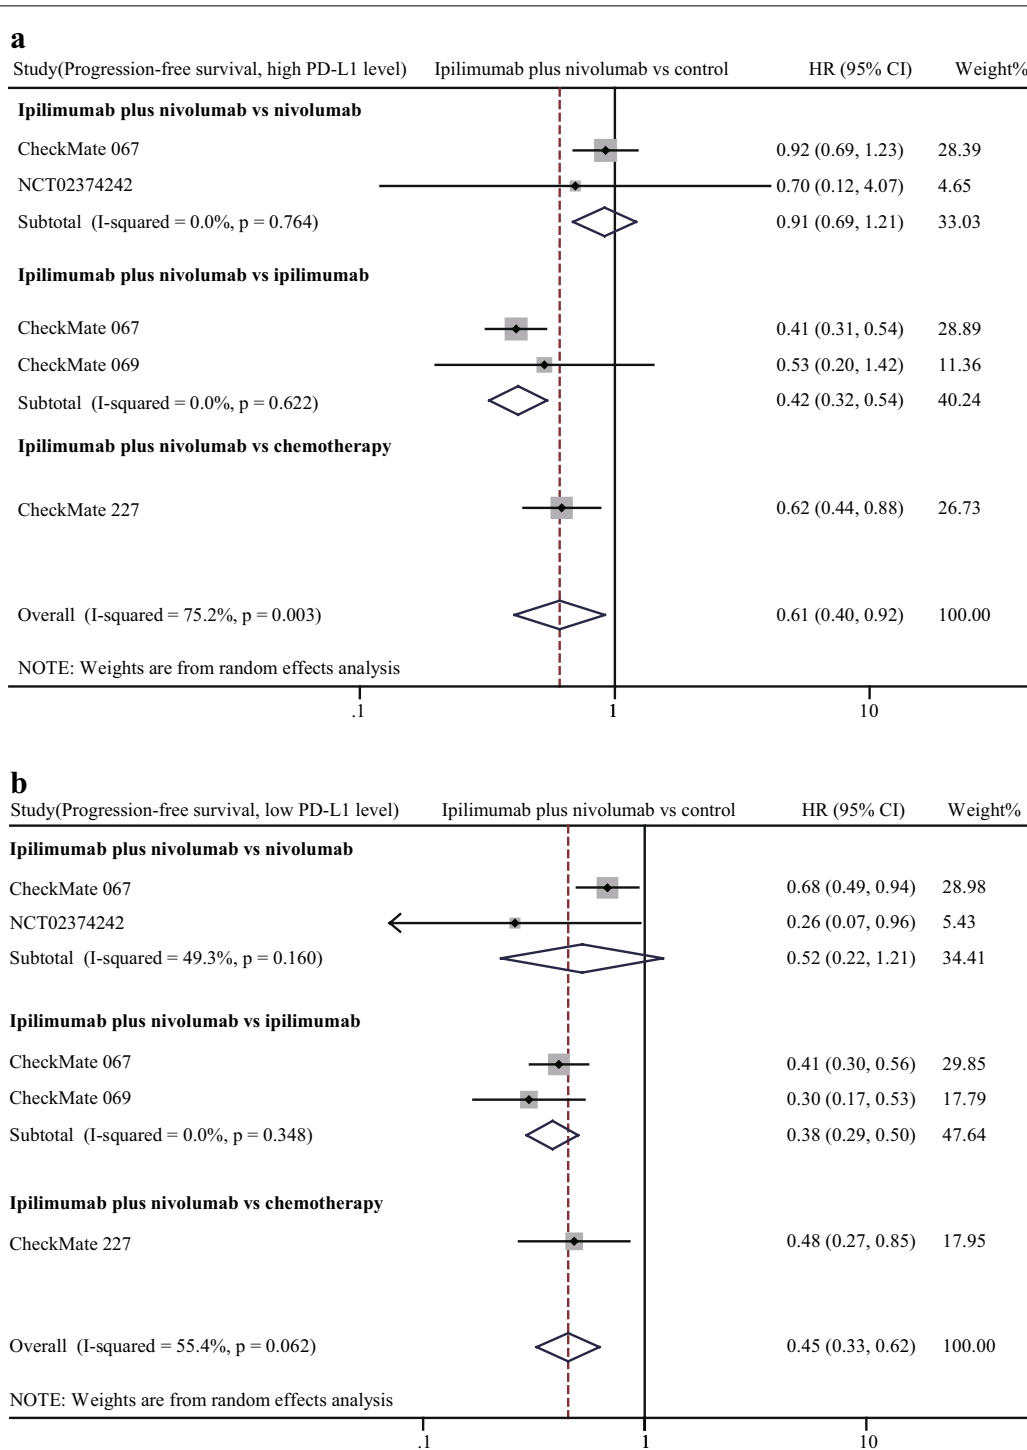 a
Study(Progression-free survival, high PD-L1 level) Ipilimumab plus nivolumab vs control HR (95% CI) Weight%
Ipilimumab plus nivolumab vs nivolumab
CheckMate 067 0.92 (0.69, 1.23) 28.39
NCT02374242 0.70 (0.12, 4.07) 4.65
Subtotal (I-squared = 0.0%, p = 0.764) 0.91 (0.69, 1.21) 33.03
Ipilimumab plus nivolumab vs ipilimumab
CheckMate 067 0.41 (0.31, 0.54) 28.89
CheckMate 069 0.53 (0.20, 1.42) 11.36
Subtotal (I-squared = 0.0%, p = 0.622) 0.42 (0.32, 0.54) 40.24
Ipilimumab plus nivolumab vs chemotherapy
CheckMate 227 0.62 (0.44, 0.88) 26.73
Overall (I-squared = 75.2%, p = 0.003) 0.61 (0.40, 0.92) 100.00
NOTE: Weights are from random effects analysis
.1 1 10
b
Study(Progression-free survival, low PD-L1 level) Ipilimumab plus nivolumab vs control HR (95% CI) Weight%
Ipilimumab plus nivolumab vs nivolumab
CheckMate 067 0.68 (0.49, 0.94) 28.98
NCT02374242 0.26 (0.07, 0.96) 5.43
Subtotal (I-squared = 49.3%, p = 0.160) 0.52 (0.22, 1.21) 34.41
Ipilimumab plus nivolumab vs ipilimumab
CheckMate 067 0.41 (0.30, 0.56) 29.85
CheckMate 069 0.30 (0.17, 0.53) 17.79
Subtotal (I-squared = 0.0%, p = 0.348) 0.38 (0.29, 0.50) 47.64
Ipilimumab plus nivolumab vs chemotherapy
CheckMate 227 0.48 (0.27, 0.85) 17.95
Overall (I-squared = 55.4%, p = 0.062) 0.45 (0.33, 0.62) 100.00
NOTE: Weights are from random effects analysis
.1 1 10